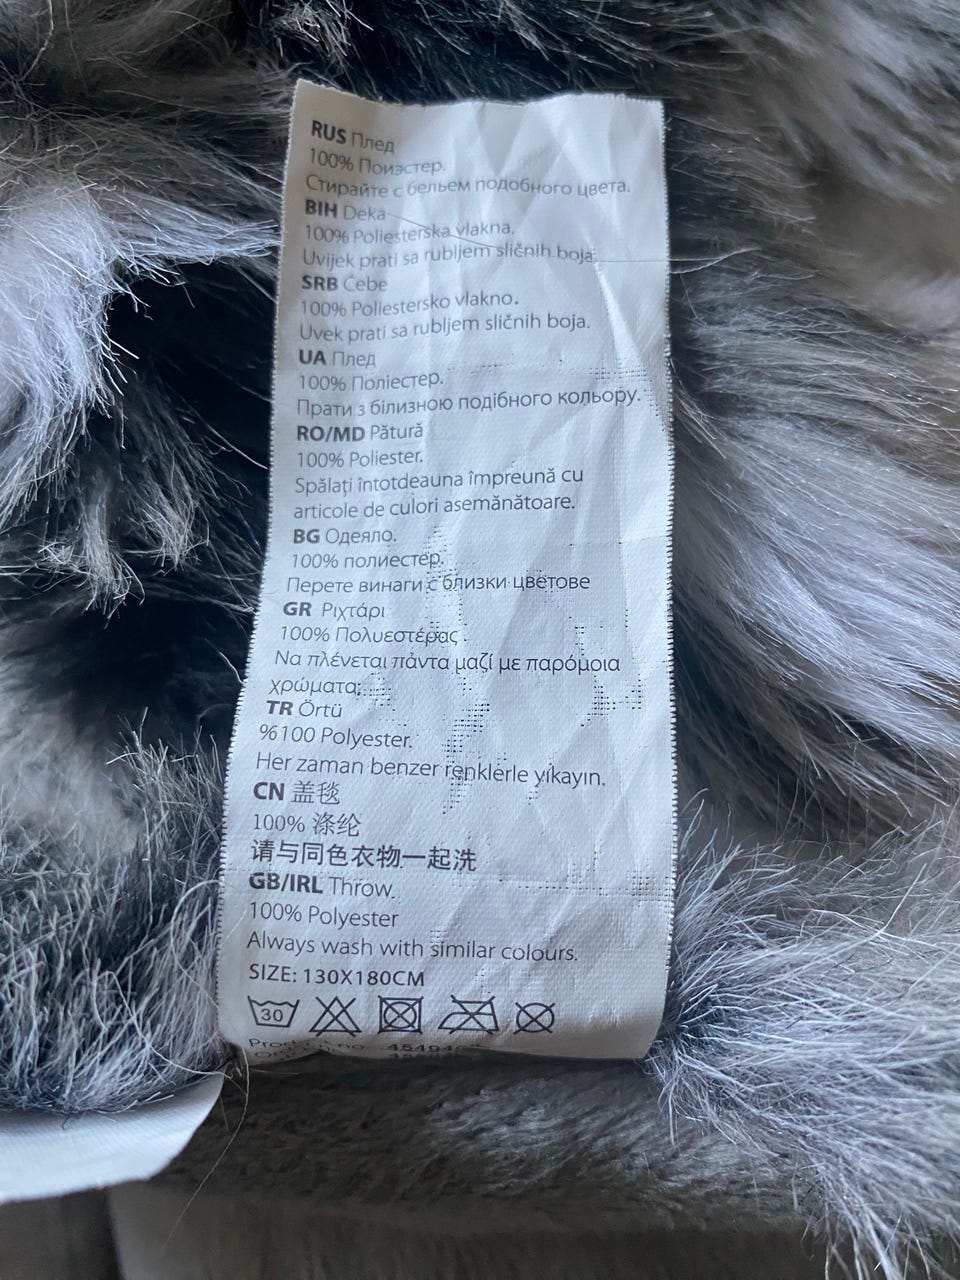 RUS Плед
100% Поиэстер.
Стирайте с бельем подобного цвета.
BIH Deka
100% Poliesterska vlakna.
Uvijek prati sa rubljem sličnih boja.
SRB Ćebe
100% Poliestersko vlakno.
Uvek prati sa rubljem sličnih boja.
UA Плед
100% Поліестер.
Прати з білизною подібного кольору.
RO/MD Pătură
100% Poliester.
Spălați întotdeauna împreună cu
articole de culori asemănătoare.
BG Одеяло.
100% полиестер.
Перете винаги с близки цветове
GR Ριχτάρι
100% Πολυεστέρας.
Να πλένεται πάντα μαζί με παρόμοια
χρώματα.
TR Örtü
%100 Polyester.
Her zaman benzer renklerle yıkayın.
CN 盖毯
100% 涤纶
请与同色衣物一起洗
GB/IRL Throw.
100% Polyester
Always wash with similar colours.
SIZE: 130X180CM
30